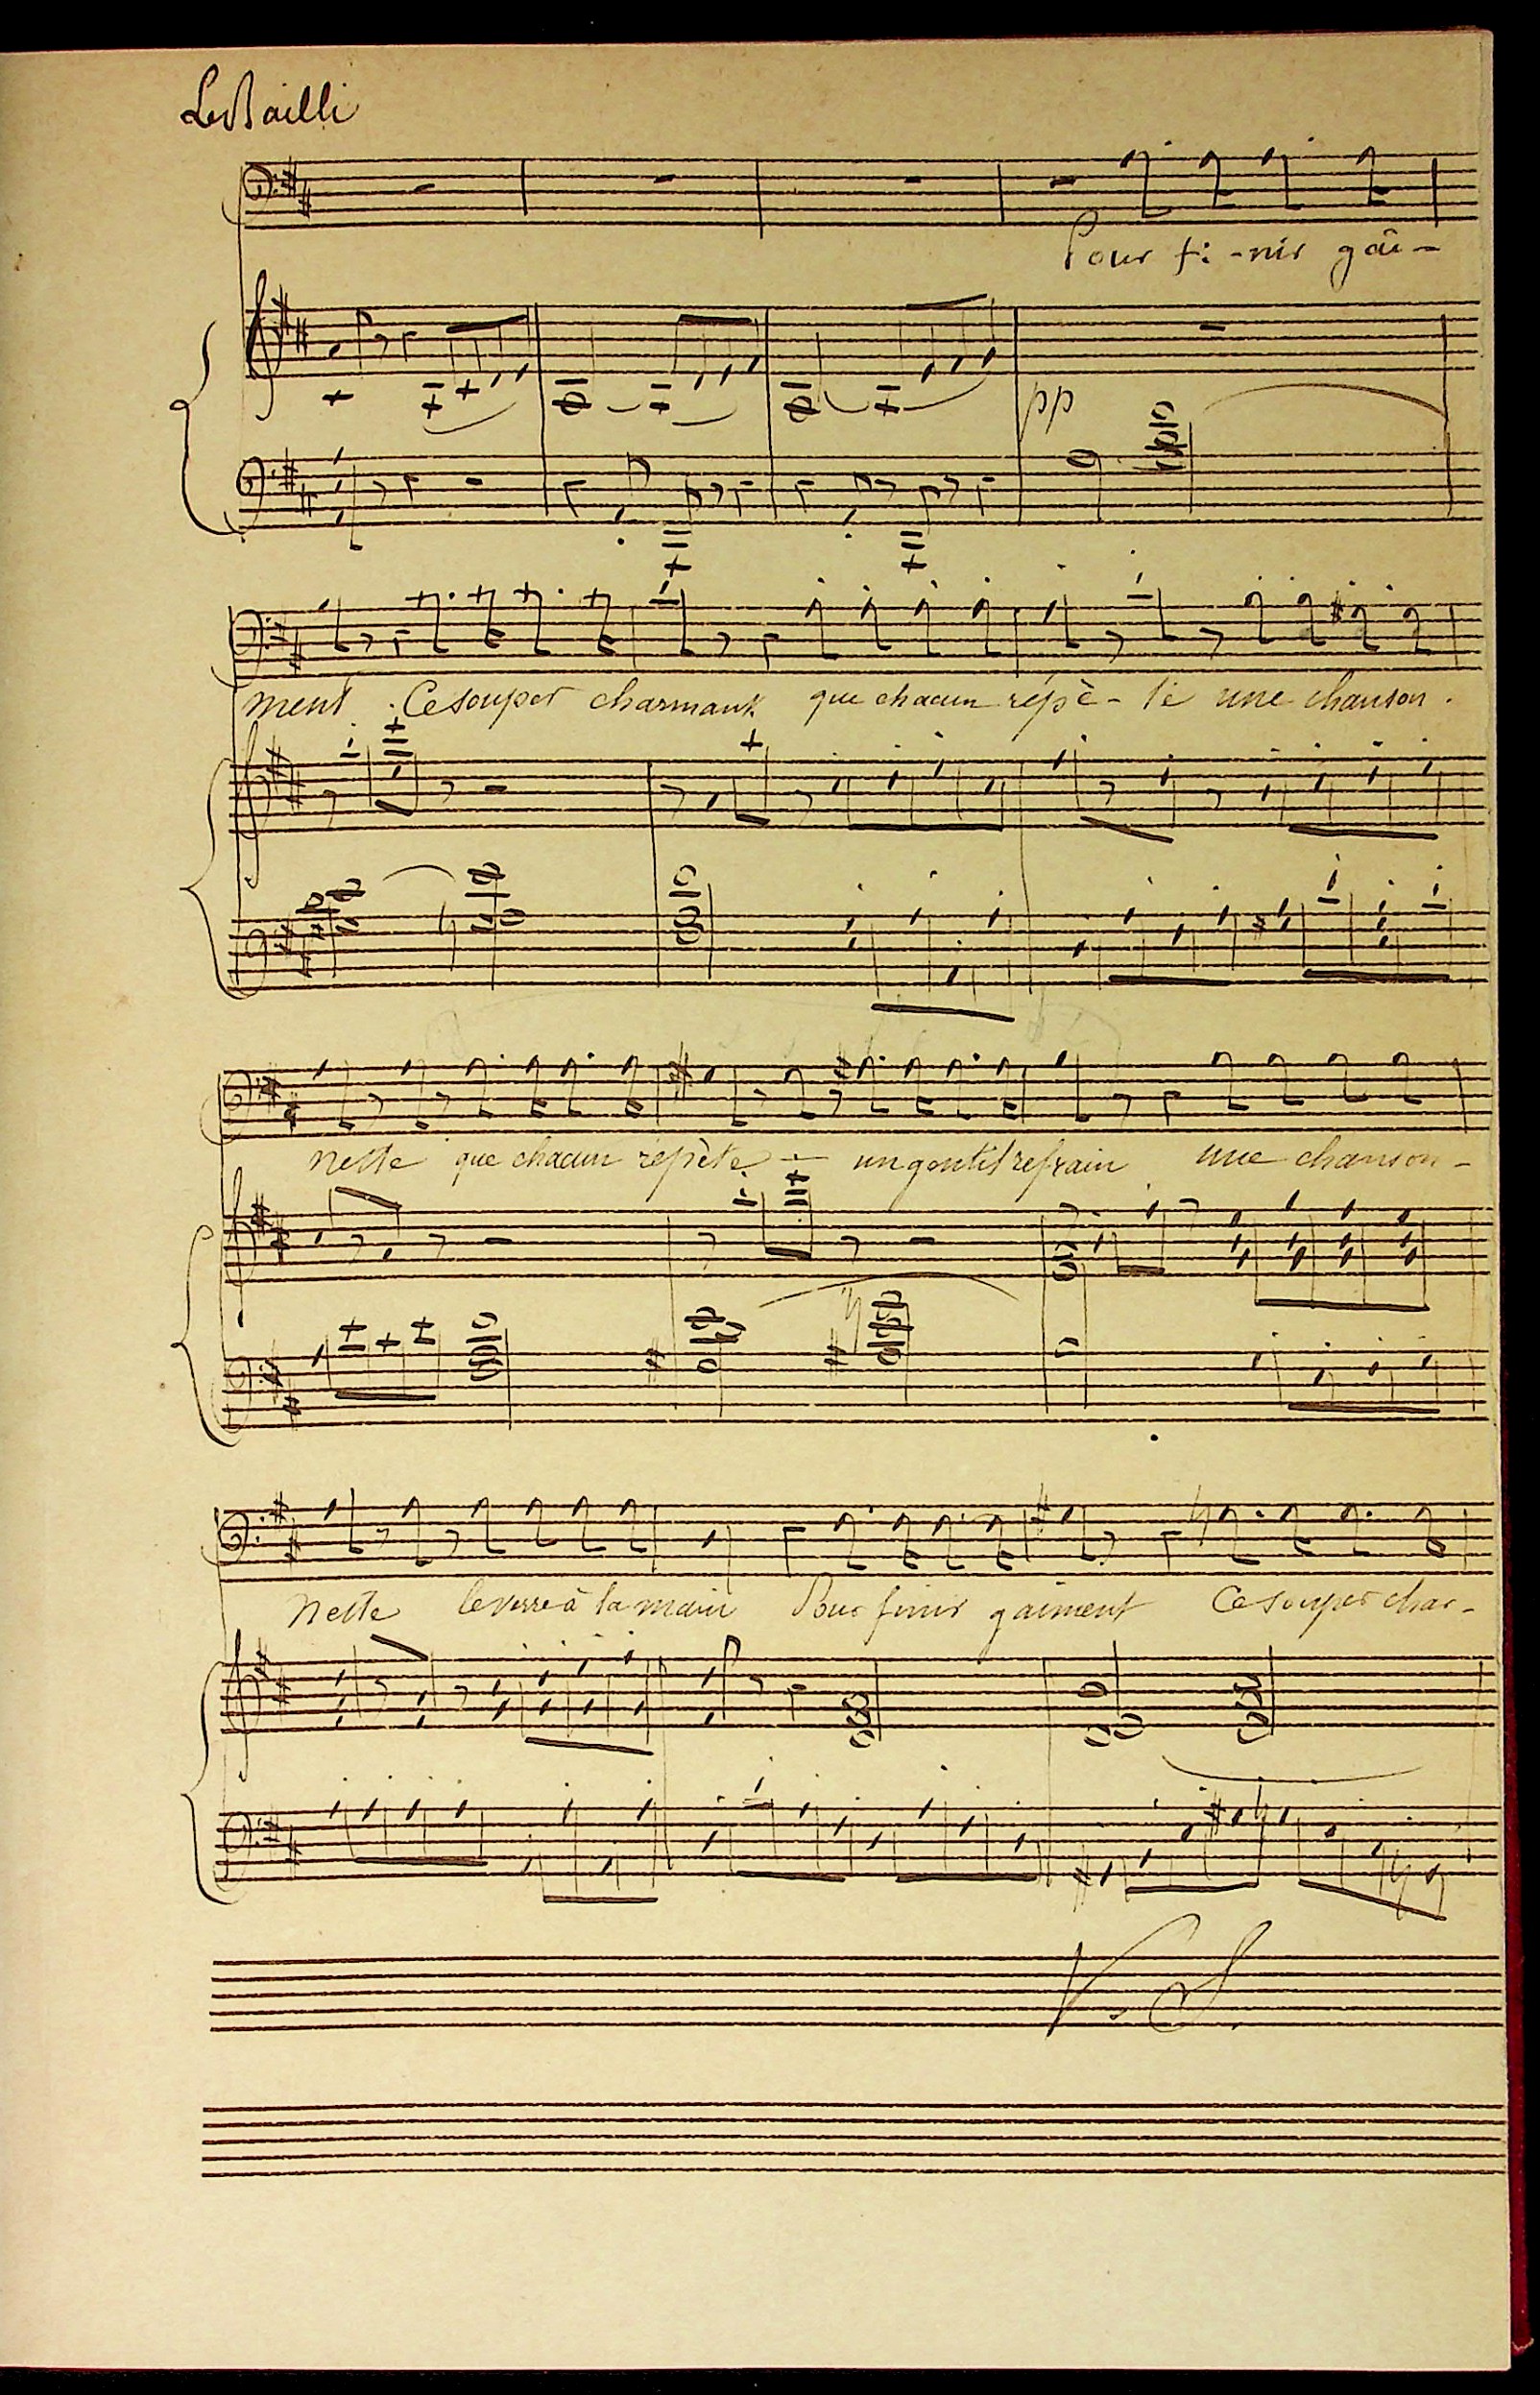 Le Bailli
Pour fi-nir gaî-
pp
ment. Ce souper charmant que chacun répè-te une chanson.
nette que chacun répète - un gentil refrain une chanson-
nette le verre à la main Pour finir gaiment Ce souper char-
V. S.